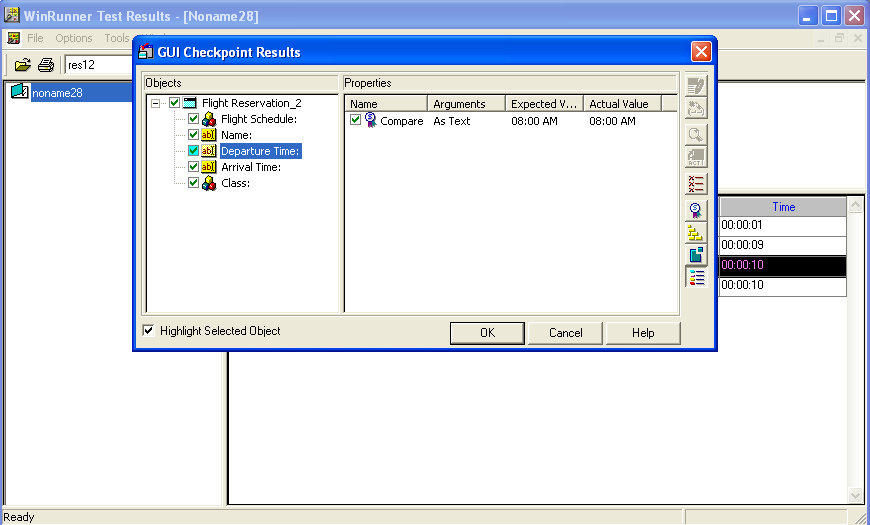 WinRunner Test Results - [Noname28]
File Options Tools Window
res12
noname28
GUI Checkpoint Results
Objects
Flight Reservation_2
Flight Schedule:
Name:
Departure Time:
Arrival Time:
Class:
Properties
Name Arguments Expected V... Actual Value
Compare As Text 08:00 AM 08:00 AM
Highlight Selected Object
OK Cancel Help
Time
00:00:01
00:00:09
00:00:10
00:00:10
Ready